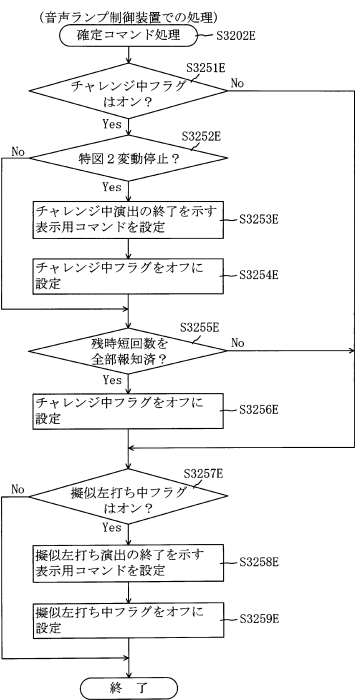 (音声ランプ制御装置での処理)
確定コマンド処理
S3202E
S3251E
チャレンジ中フラグ
はオン？
No
Yes
S3252E
No
特図２変動停止？
Yes
チャレンジ中演出の終了を示す
表示用コマンドを設定
S3253E
チャレンジ中フラグをオフに
設定
S3254E
S3255E
残時短回数を
全部報知済？
No
Yes
チャレンジ中フラグをオフに
設定
S3256E
S3257E
No
擬似左打ち中フラグ
はオン？
Yes
擬似左打ち演出の終了を示す
表示用コマンドを設定
S3258E
擬似左打ち中フラグをオフに
設定
S3259E
終 了